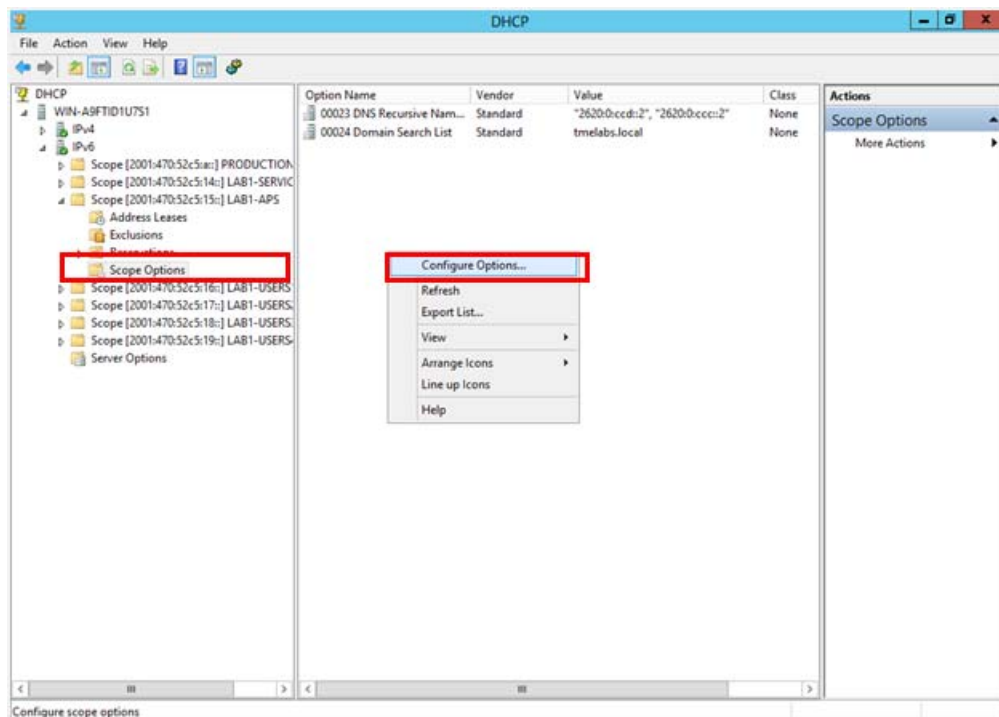 DHCP
File Action View Help
DHCP
WIN-A9FTID1U7S1
IPv4
IPv6
Scope [2001:470:52c5:a::] PRODUCTION
Scope [2001:470:52c5:14::] LAB1-SERVIC
Scope [2001:470:52c5:15::] LAB1-APS
Address Leases
Exclusions
Reservations
Scope Options
Scope [2001:470:52c5:16::] LAB1-USERS
Scope [2001:470:52c5:17::] LAB1-USERS
Scope [2001:470:52c5:18::] LAB1-USERS
Scope [2001:470:52c5:19::] LAB1-USERS
Server Options
Option Name Vendor Value Class
00023 DNS Recursive Nam... Standard "2620:0:ccd::2", "2620:0:ccc::2" None
00024 Domain Search List Standard tmelabs.local None
Configure Options...
Refresh
Export List...
View
Arrange Icons
Line up Icons
Help
Actions
Scope Options
More Actions
Configure scope options